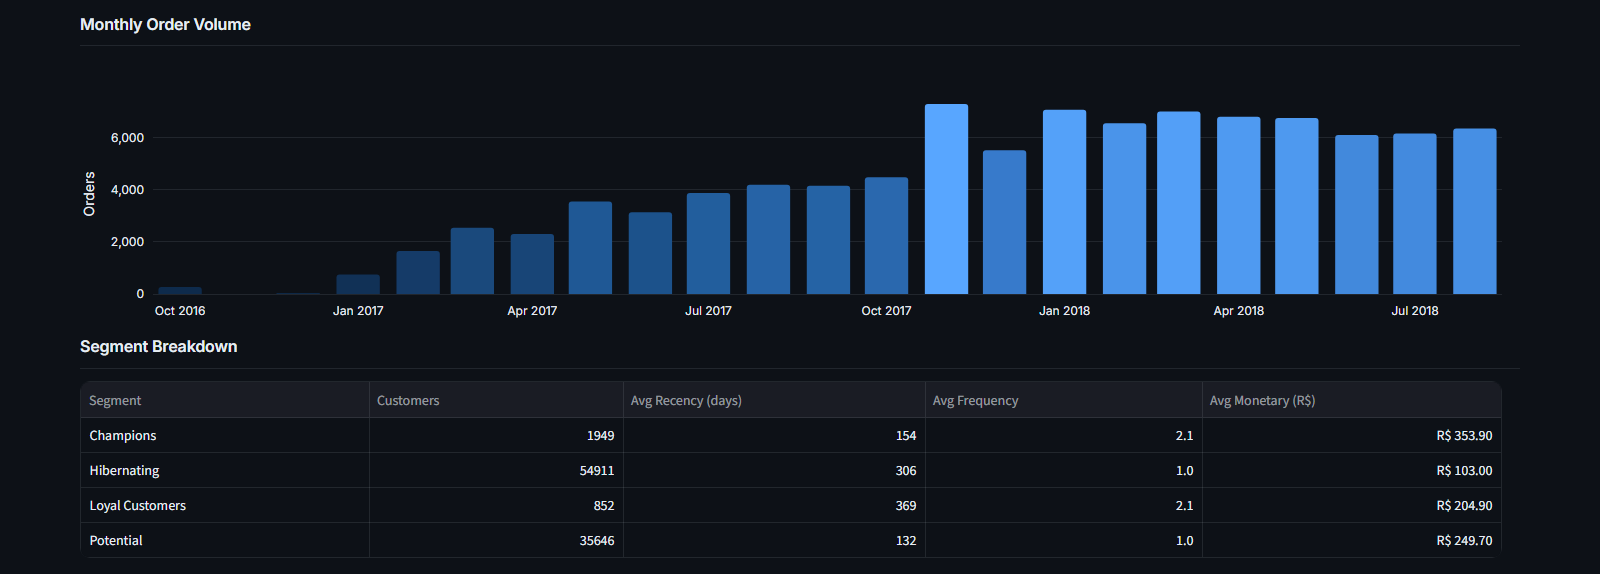 Monthly Order Volume
Orders
6,000
4,000
2,000
0
Oct 2016 Jan 2017 Apr 2017 Jul 2017 Oct 2017 Jan 2018 Apr 2018 Jul 2018
Segment Breakdown
Segment Customers Avg Recency (days) Avg Frequency Avg Monetary (R$)
Champions 1949 154 2.1 R$ 353.90
Hibernating 54911 306 1.0 R$ 103.00
Loyal Customers 852 369 2.1 R$ 204.90
Potential 35646 132 1.0 R$ 249.70